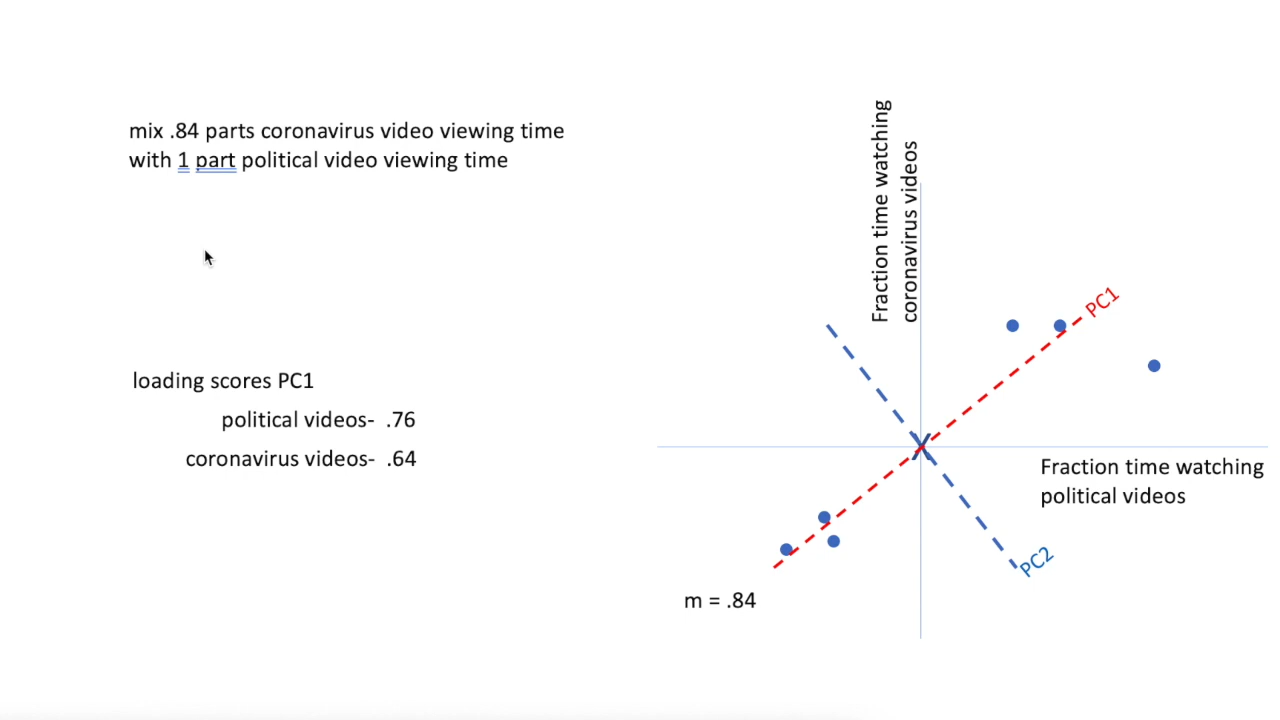 mix .84 parts coronavirus video viewing time
with 1 part political video viewing time
loading scores PC1
political videos- .76
coronavirus videos- .64
Fraction time watching
coronavirus videos
PC1
X
Fraction time watching
political videos
PC2
m = .84